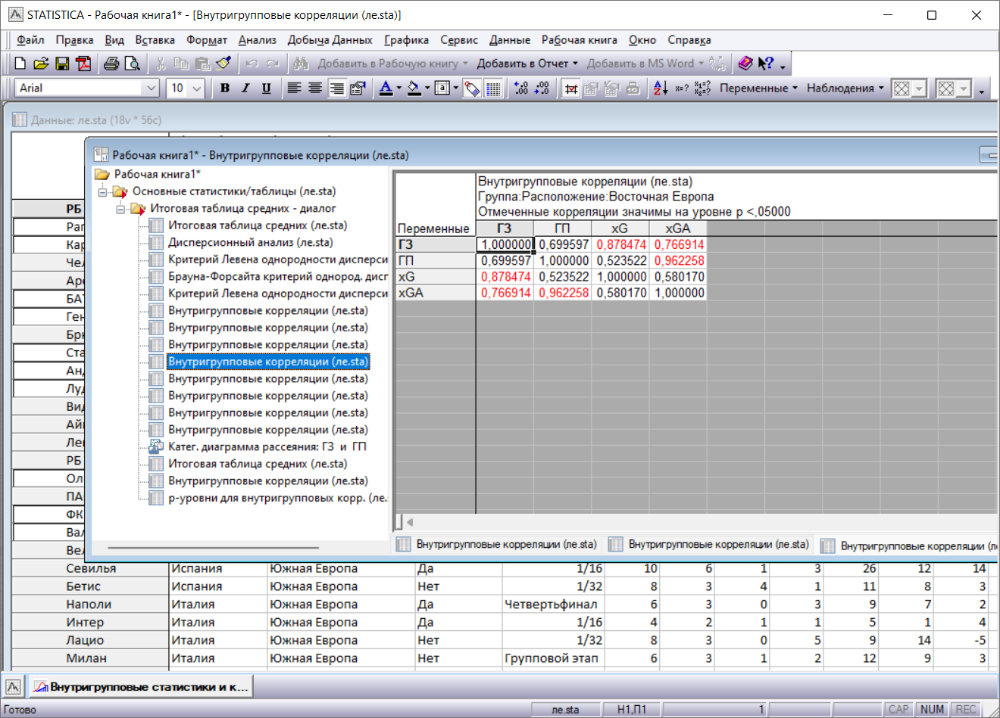 STATISTICA - Рабочая книга1* - [Внутригрупповые корреляции (ле.sta)]
Файл Правка Вид Вставка Формат Анализ Добыча Данных Графика Сервис Данные Рабочая книга Окно Справка
Добавить в Рабочую книгу Добавить в Отчет Добавить в MS Word
Arial 10 B I U Переменные Наблюдения
Данные: ле.sta (18v * 56c)
Рабочая книга1* - Внутригрупповые корреляции (ле.sta)
Рабочая книга1*
Основные статистики/таблицы (ле.sta)
Итоговая таблица средних - диалог
Итоговая таблица средних (ле.sta)
Дисперсионный анализ (ле.sta)
Критерий Левена однородности дисперси
Брауна-Форсайта критерий однород. дисп
Критерий Левена однородности дисперси
Внутригрупповые корреляции (ле.sta)
Внутригрупповые корреляции (ле.sta)
Внутригрупповые корреляции (ле.sta)
Внутригрупповые корреляции (ле.sta)
Внутригрупповые корреляции (ле.sta)
Внутригрупповые корреляции (ле.sta)
Внутригрупповые корреляции (ле.sta)
Внутригрупповые корреляции (ле.sta)
Катег. диаграмма рассеяния: ГЗ и ГП
Итоговая таблица средних (ле.sta)
Внутригрупповые корреляции (ле.sta)
p-уровни для внутригрупповых корр. (ле.
Внутригрупповые корреляции (ле.sta)
Группа:Расположение:Восточная Европа
Отмеченные корреляции значимы на уровне p <,05000
Переменные ГЗ ГП xG xGA
ГЗ 1,000000 0,699597 0,878474 0,766914
ГП 0,699597 1,000000 0,523522 0,962258
xG 0,878474 0,523522 1,000000 0,580170
xGA 0,766914 0,962258 0,580170 1,000000
Внутригрупповые корреляции (ле.sta) Внутригрупповые корреляции (ле.sta) Внутригрупповые корреляции (ле
РБ
Раг
Кар
Чел
Арс
БАТ
Ген
Брк
Ста
Анд
Луд
Вид
Ай
Ле
РБ
Ол
ПА
ФК
Вал
Вел
Севилья Испания Южная Европа Да 1/16 10 6 1 3 26 12 14
Бетис Испания Южная Европа Нет 1/32 8 3 4 1 11 8 3
Наполи Италия Южная Европа Да Четвертьфинал 6 3 0 3 9 7 2
Интер Италия Южная Европа Да 1/16 4 2 1 1 5 1 4
Лацио Италия Южная Европа Нет 1/32 8 3 0 5 9 14 -5
Милан Италия Южная Европа Нет Групповой этап 6 3 1 2 12 9 3
Внутригрупповые статистики и к...
Готово ле.sta Н1,П1 1 CAP NUM REC